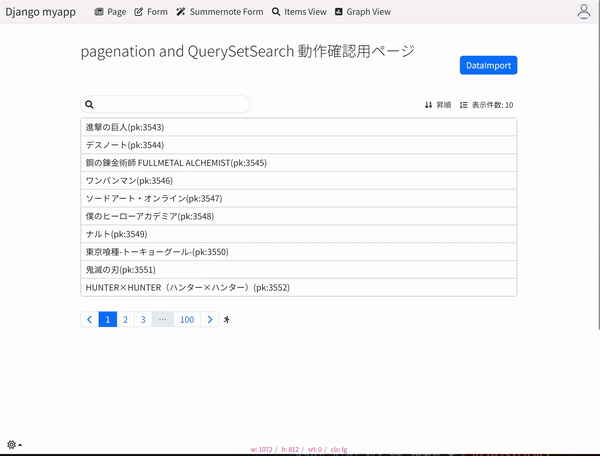 Django myapp Page Form Summernote Form Items View Graph View
pagenation and QuerySetSearch 動作確認用ページ
DataImport
昇順 表示件数: 10
進撃の巨人(pk:3543)
デスノート(pk:3544)
鋼の錬金術師 FULLMETAL ALCHEMIST(pk:3545)
ワンパンマン(pk:3546)
ソードアート・オンライン(pk:3547)
僕のヒーローアカデミア(pk:3548)
ナルト(pk:3549)
東京喰種-トーキョーグール-(pk:3550)
鬼滅の刃(pk:3551)
HUNTER×HUNTER（ハンター×ハンター）(pk:3552)
1 2 3 … 100
w: 1072 / h: 812 / srl: 0 / cls: lg